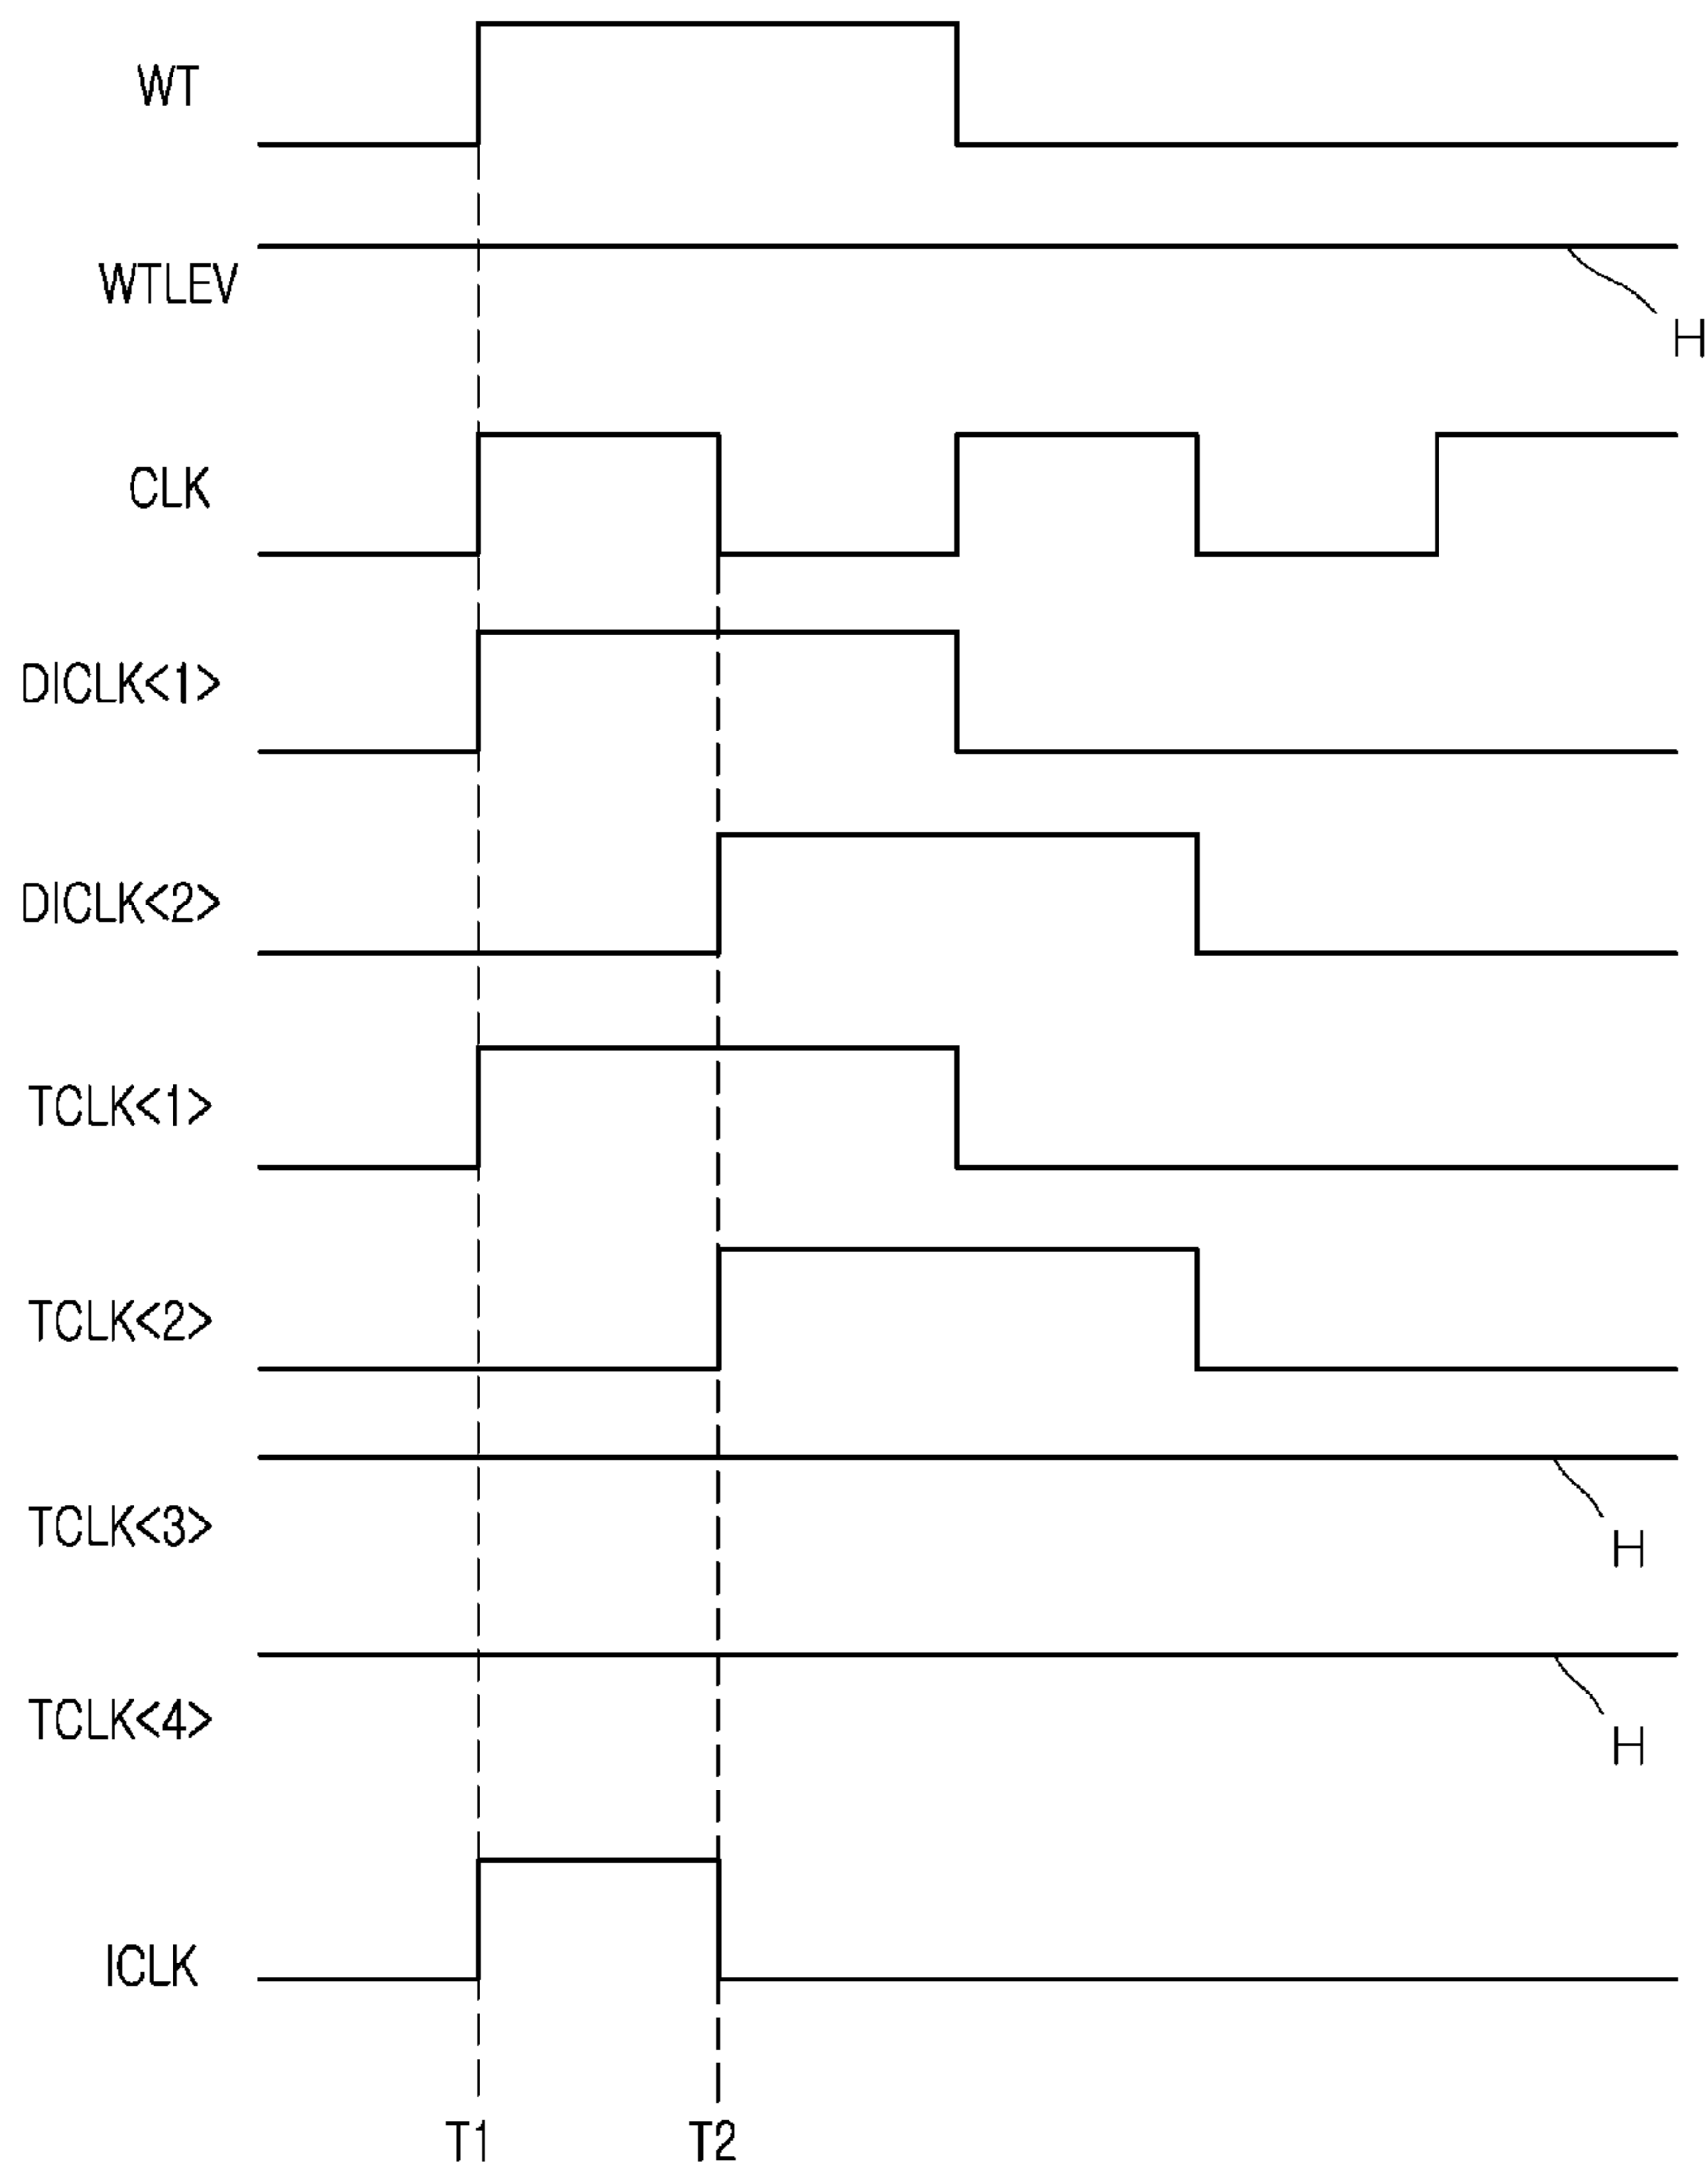 WT
WTLEV
H
CLK
DICLK<1>
DICLK<2>
TCLK<1>
TCLK<2>
TCLK<3>
H
TCLK<4>
H
ICLK
T1 T2